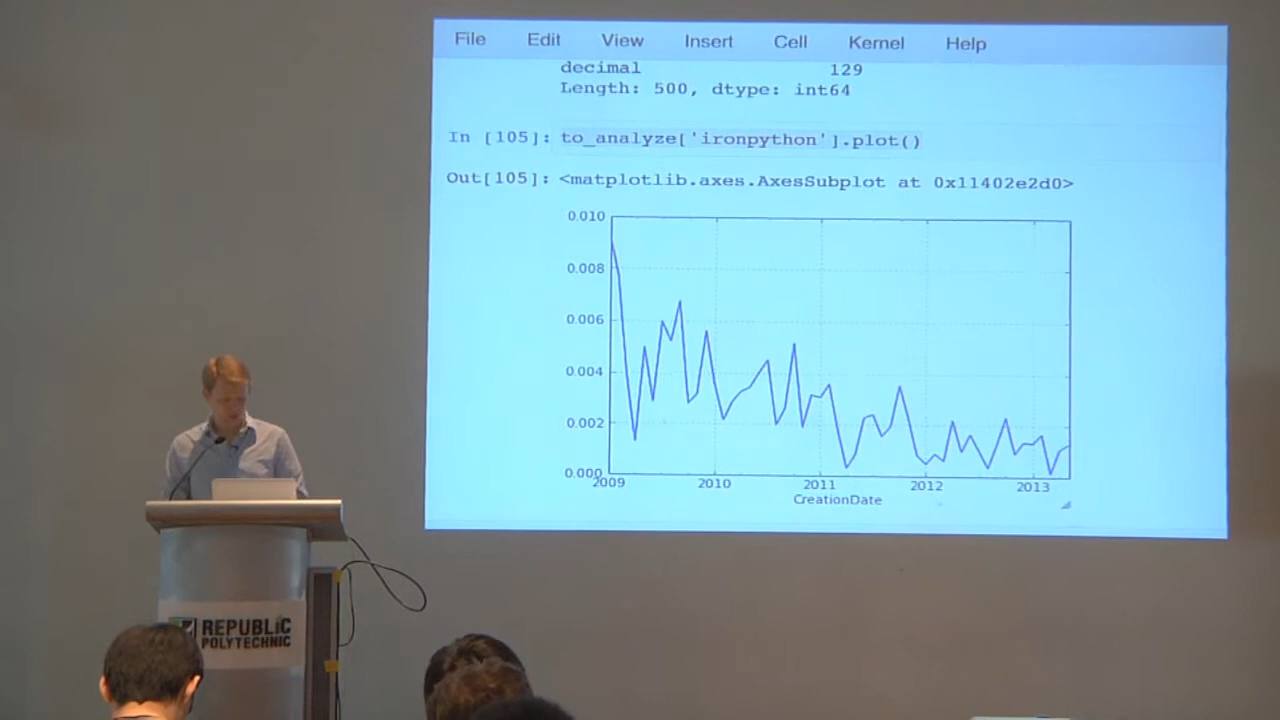 File Edit View Insert Cell Kernel Help
decimal 129
Length: 500, dtype: int64
In [105]: to_analyze['ironpython'].plot()
Out[105]: <matplotlib.axes.AxesSubplot at 0x11402e2d0>
0.010
0.008
0.006
0.004
0.002
0.000
2009 2010 2011 2012 2013
CreationDate
REPUBLIC
POLYTECHNIC